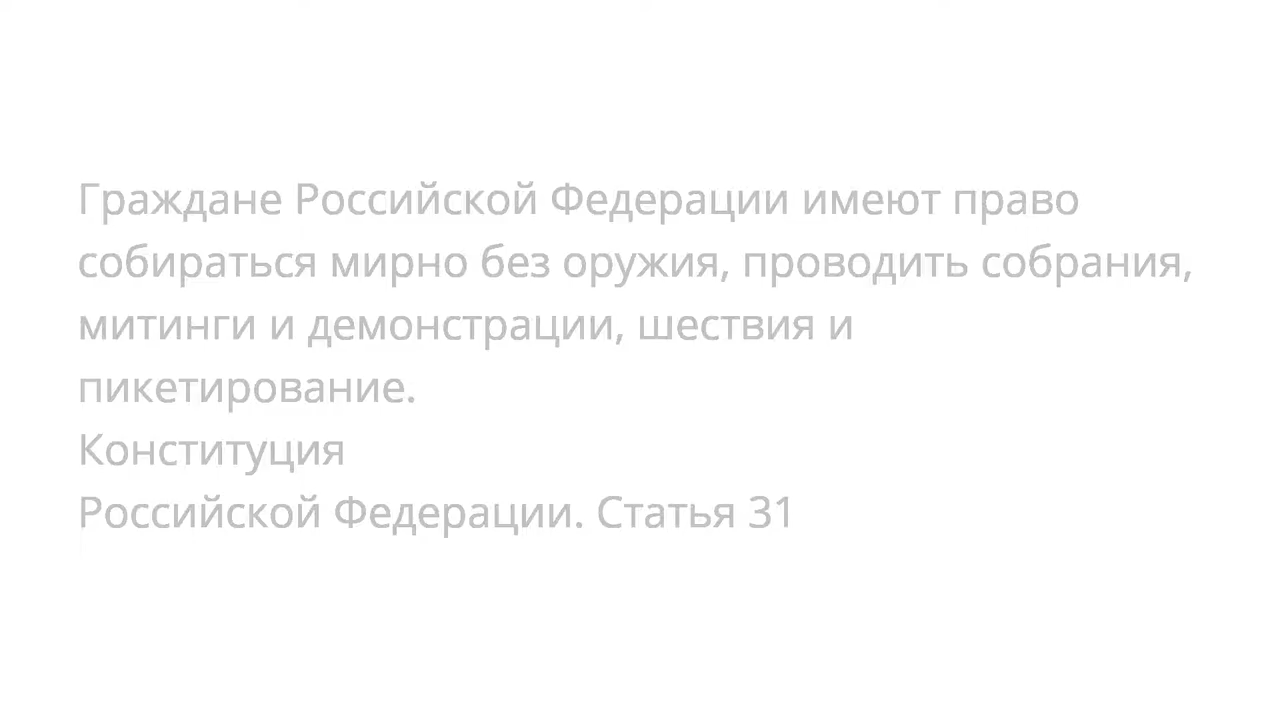 Граждане Российской Федерации имеют право
собираться мирно без оружия, проводить собрания,
митинги и демонстрации, шествия и
пикетирование.
Конституция
Российской Федерации. Статья 31